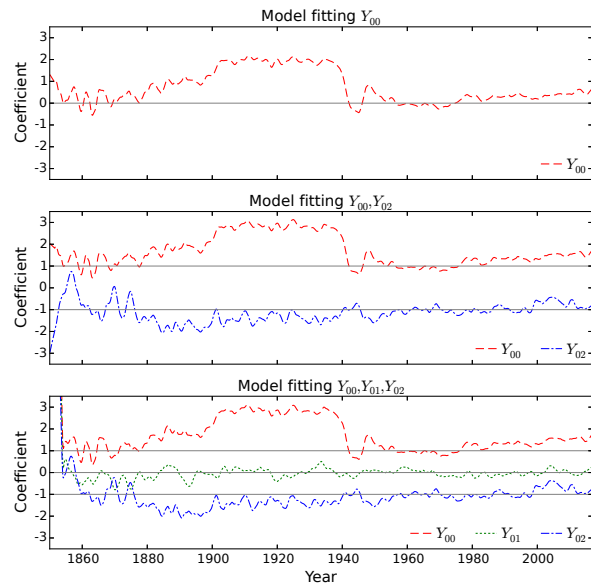 Model fitting Y₀₀
Coefficient
3
2
1
0
-1
-2
-3
Y₀₀
Model fitting Y₀₀,Y₀₂
Coefficient
3
2
1
0
-1
-2
-3
Y₀₀ Y₀₂
Model fitting Y₀₀,Y₀₁,Y₀₂
Coefficient
3
2
1
0
-1
-2
-3
Y₀₀ Y₀₁ Y₀₂
1860 1880 1900 1920 1940 1960 1980 2000
Year